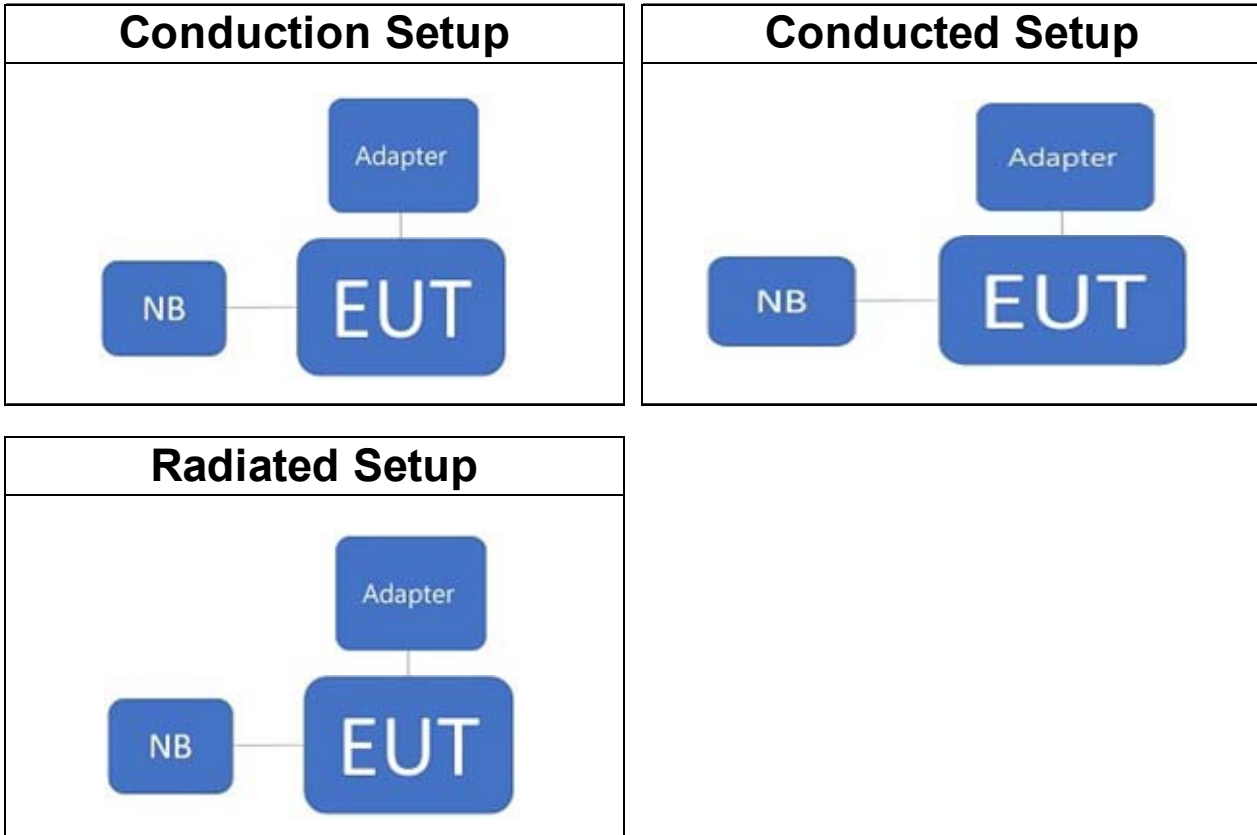 Conduction Setup
Adapter
NB
EUT
Conducted Setup
Adapter
NB
EUT
Radiated Setup
Adapter
NB
EUT